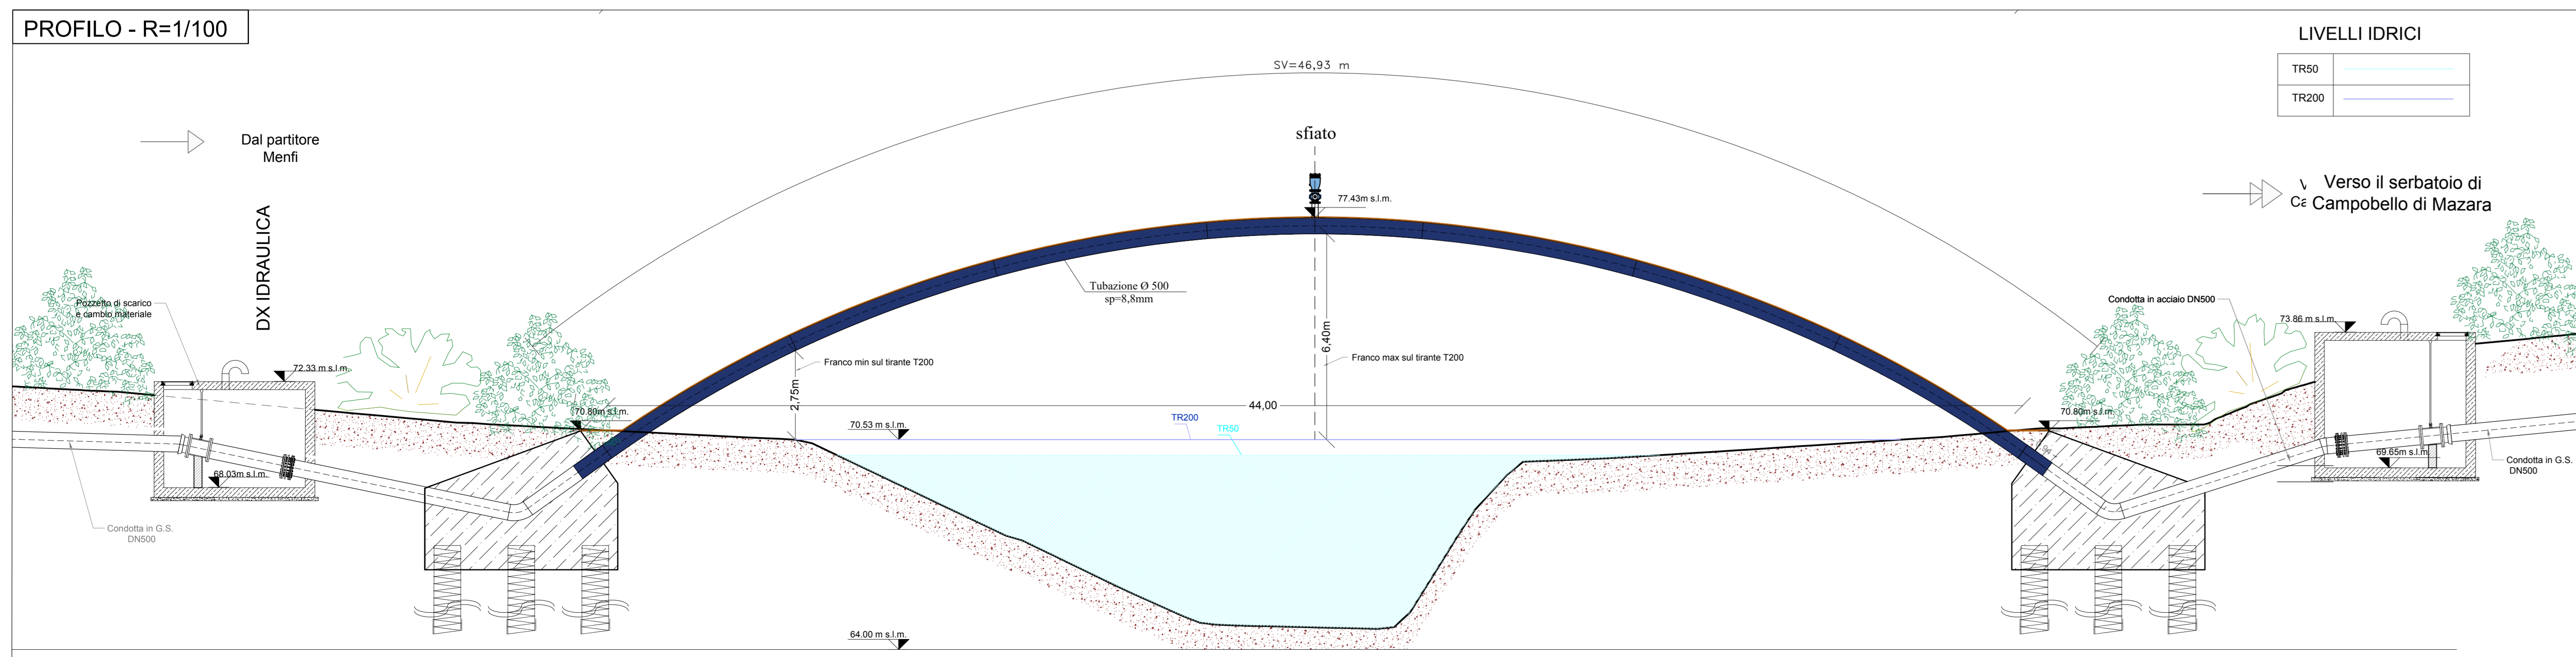 PROFILO - R=1/100
LIVELLI IDRICI
TR50
TR200
SV=46,93 m
sfiato
Dal partitore
Menfi
DX IDRAULICA
77.43m s.l.m.
Verso il serbatoio di
Campobello di Mazara
Pozzetto di scarico
e cambio materiale
Tubazione Ø 500
sp=8,8mm
Condotta in acciaio DN500
73.86 m s.l.m.
72.33 m s.l.m.
Franco min sul tirante T200
2,75m
6,40m
Franco max sul tirante T200
44,00
70.80m s.l.m.
70.80m s.l.m.
TR200
TR50
70.53 m s.l.m.
68.03m s.l.m.
69.65m s.l.m.
Condotta in G.S.
DN500
Condotta in G.S.
DN500
64.00 m s.l.m.